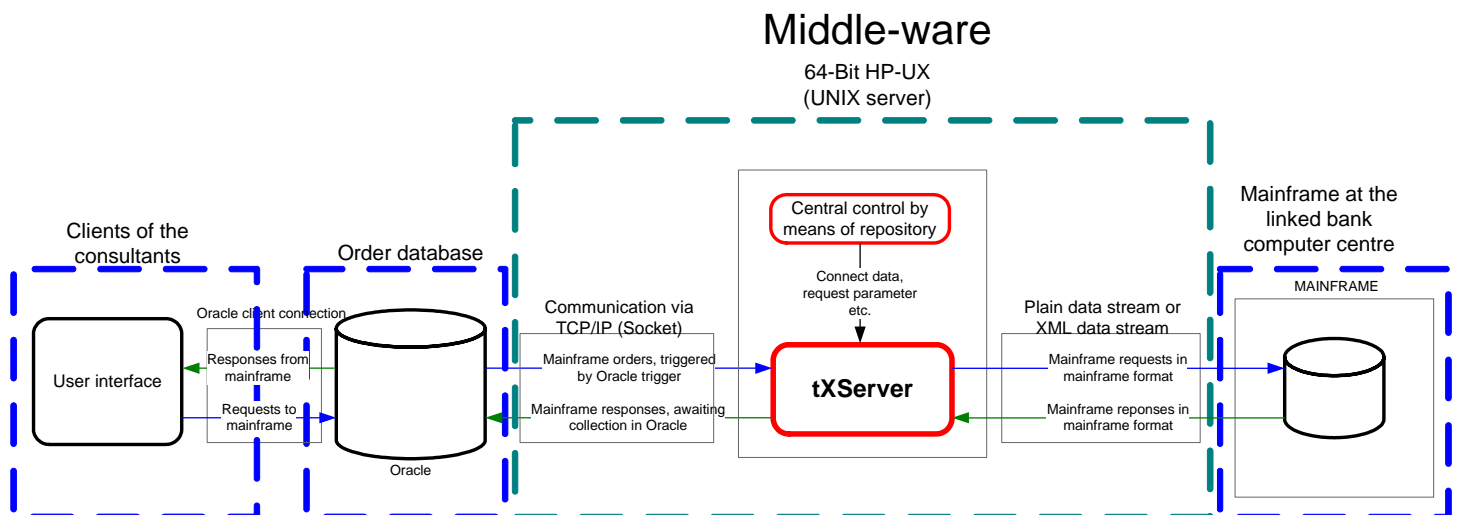 Middle-ware
64-Bit HP-UX
(UNIX server)
Clients of the
consultants
Order database
Mainframe at the
linked bank
computer centre
Central control by
means of repository
Connect data,
request parameter
etc.
MAINFRAME
Oracle client connection
Communication via
TCP/IP (Socket)
Plain data stream or
XML data stream
User interface
Responses from
mainframe
Requests to
mainframe
Oracle
Mainframe orders, triggered
by Oracle trigger
Mainframe responses, awaiting
collection in Oracle
tXServer
Mainframe requests in
mainframe format
Mainframe reponses in
mainframe format